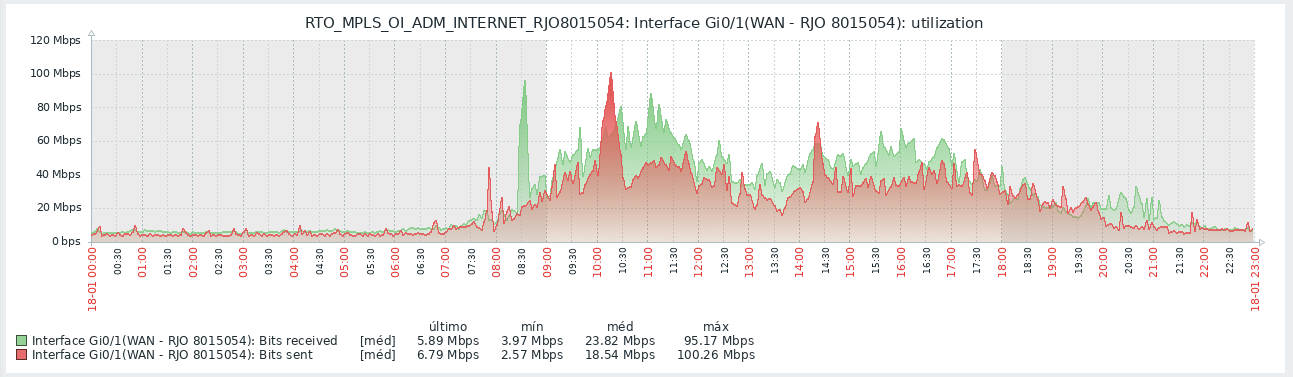 RTO_MPLS_OI_ADM_INTERNET_RJO8015054: Interface Gi0/1(WAN - RJO 8015054): utilization
120 Mbps
100 Mbps
80 Mbps
60 Mbps
40 Mbps
20 Mbps
0 bps
18-01 00:00 00:30 01:00 01:30 02:00 02:30 03:00 03:30 04:00 04:30 05:00 05:30 06:00 06:30 07:00 07:30 08:00 08:30 09:00 09:30 10:00 10:30 11:00 11:30 12:00 12:30 13:00 13:30 14:00 14:30 15:00 15:30 16:00 16:30 17:00 17:30 18:00 18:30 19:00 19:30 20:00 20:30 21:00 21:30 22:00 22:30 18-01 23:00
último mín méd máx
Interface Gi0/1(WAN - RJO 8015054): Bits received [méd] 5.89 Mbps 3.97 Mbps 23.82 Mbps 95.17 Mbps
Interface Gi0/1(WAN - RJO 8015054): Bits sent [méd] 6.79 Mbps 2.57 Mbps 18.54 Mbps 100.26 Mbps